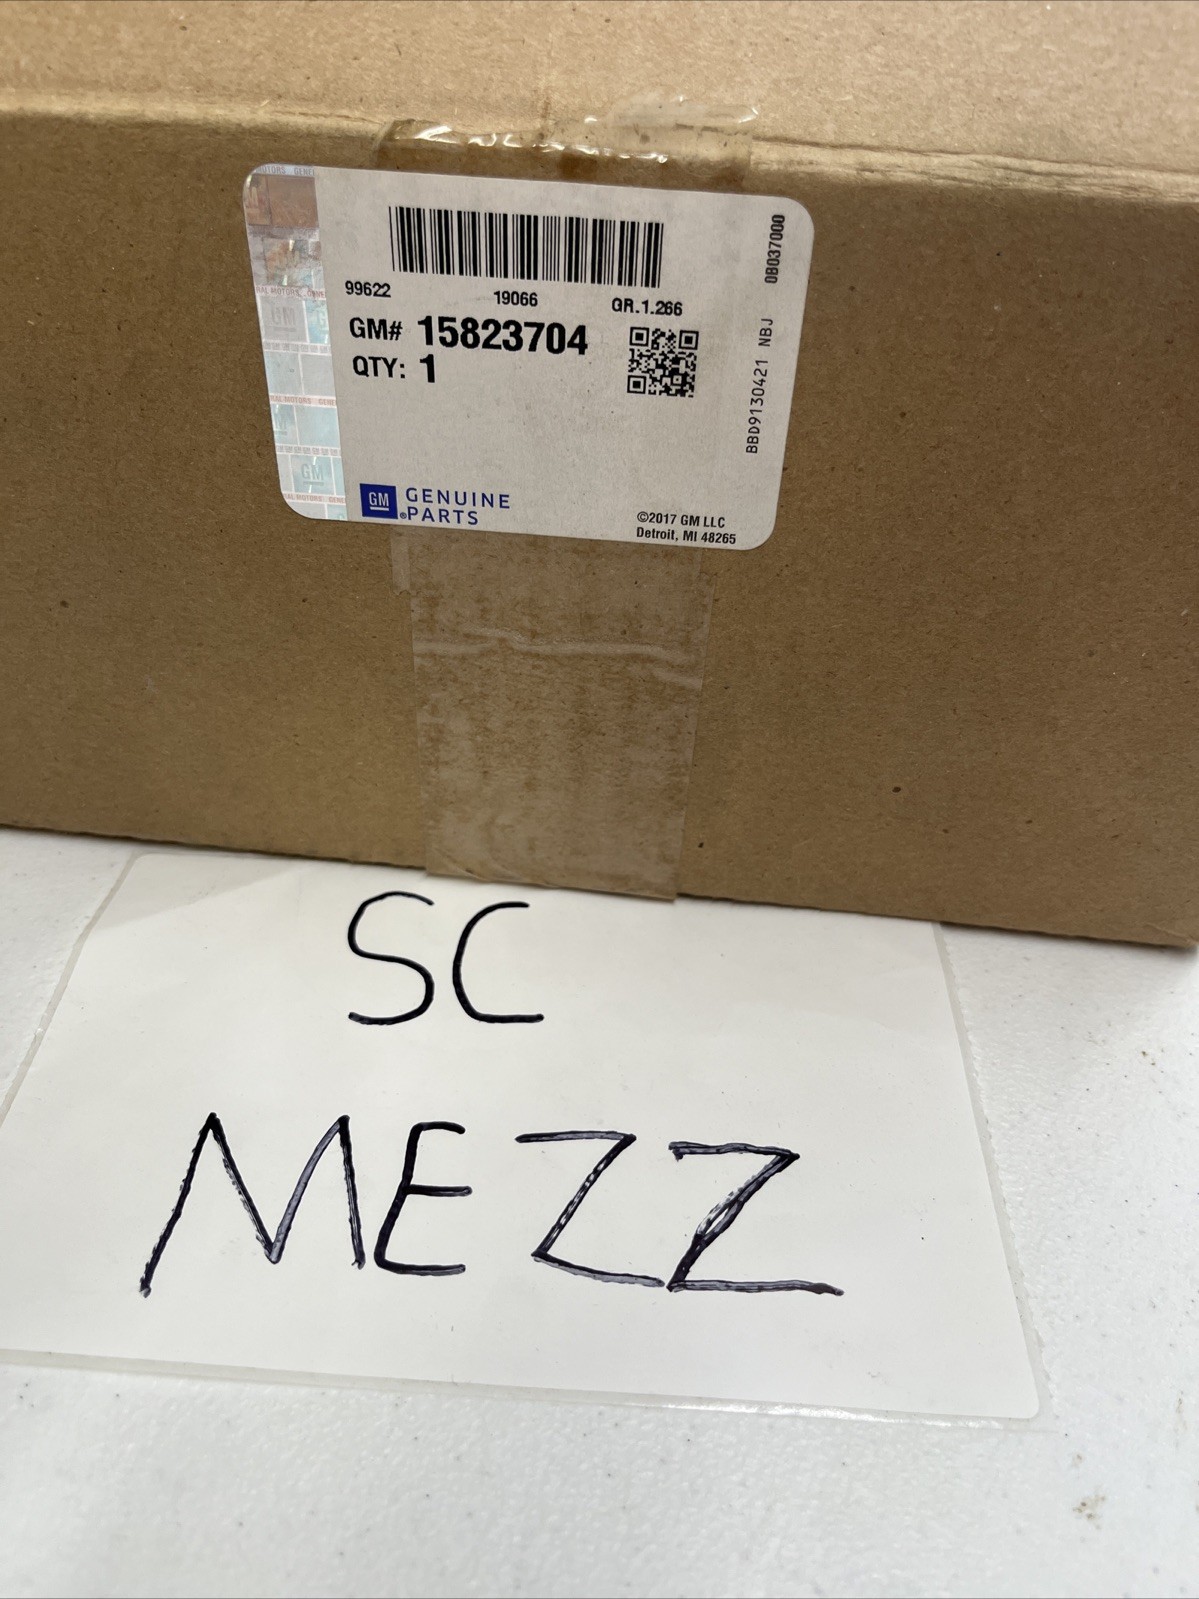 99622 19066 GR.1.266
GM# 15823704
QTY: 1
GM GENUINE
®PARTS
©2017 GM LLC
Detroit, MI 48265
0B037000
BBD9130421 NBJ
SC
MEZZ